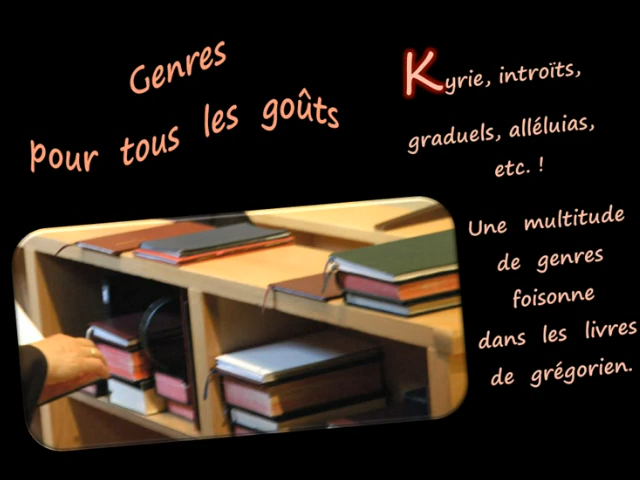 Genres
pour tous les goûts
Kyrie, introïts,
graduels, alléluias,
etc. !
Une multitude
de genres
foisonne
dans les livres
de grégorien.